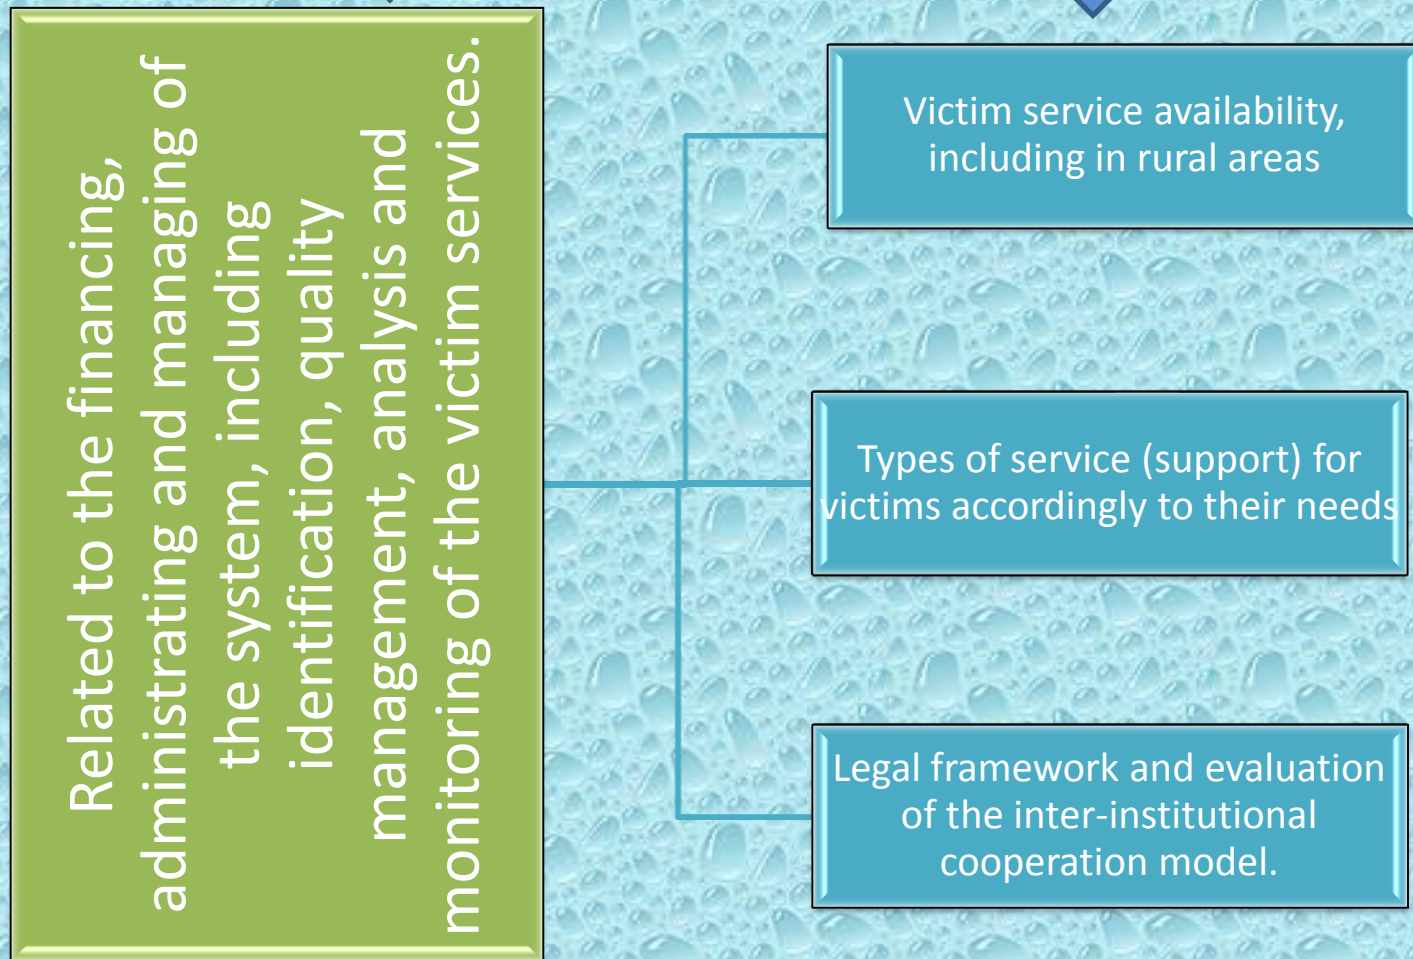 Related to the financing,
administrating and managing of
the system, including
identification, quality
management, analysis and
monitoring of the victim services.
Victim service availability,
including in rural areas
Types of service (support) for
victims accordingly to their needs
Legal framework and evaluation
of the inter-institutional
cooperation model.